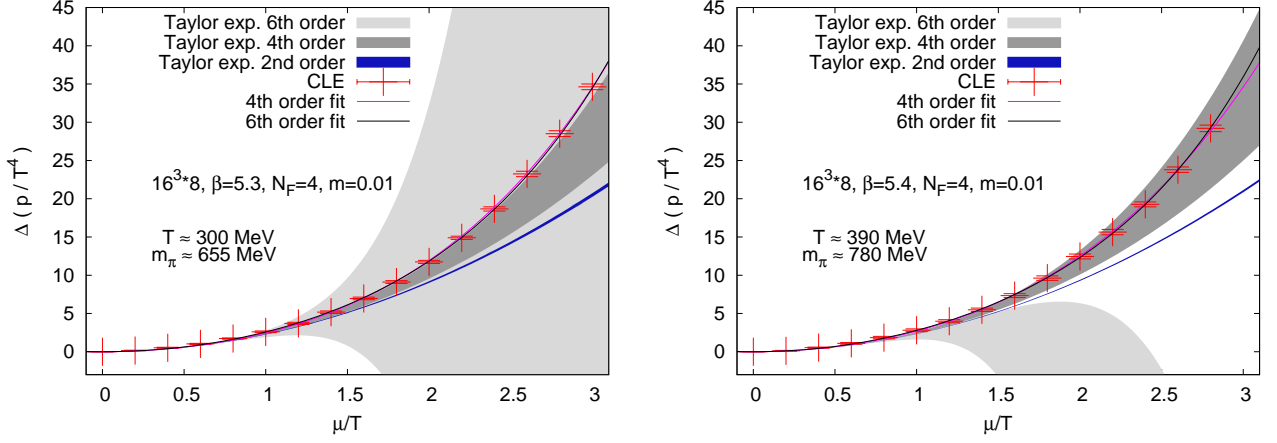 45
40
35
30
25
20
15
10
5
0
Δ ( p / T⁴ )
Taylor exp. 6th order
Taylor exp. 4th order
Taylor exp. 2nd order
CLE
4th order fit
6th order fit
16³*8, β=5.3, N_F=4, m=0.01
T ≈ 300 MeV
m_π ≈ 655 MeV
0 0.5 1 1.5 2 2.5 3
μ/T
45
40
35
30
25
20
15
10
5
0
Δ ( p / T⁴ )
Taylor exp. 6th order
Taylor exp. 4th order
Taylor exp. 2nd order
CLE
4th order fit
6th order fit
16³*8, β=5.4, N_F=4, m=0.01
T ≈ 390 MeV
m_π ≈ 780 MeV
0 0.5 1 1.5 2 2.5 3
μ/T